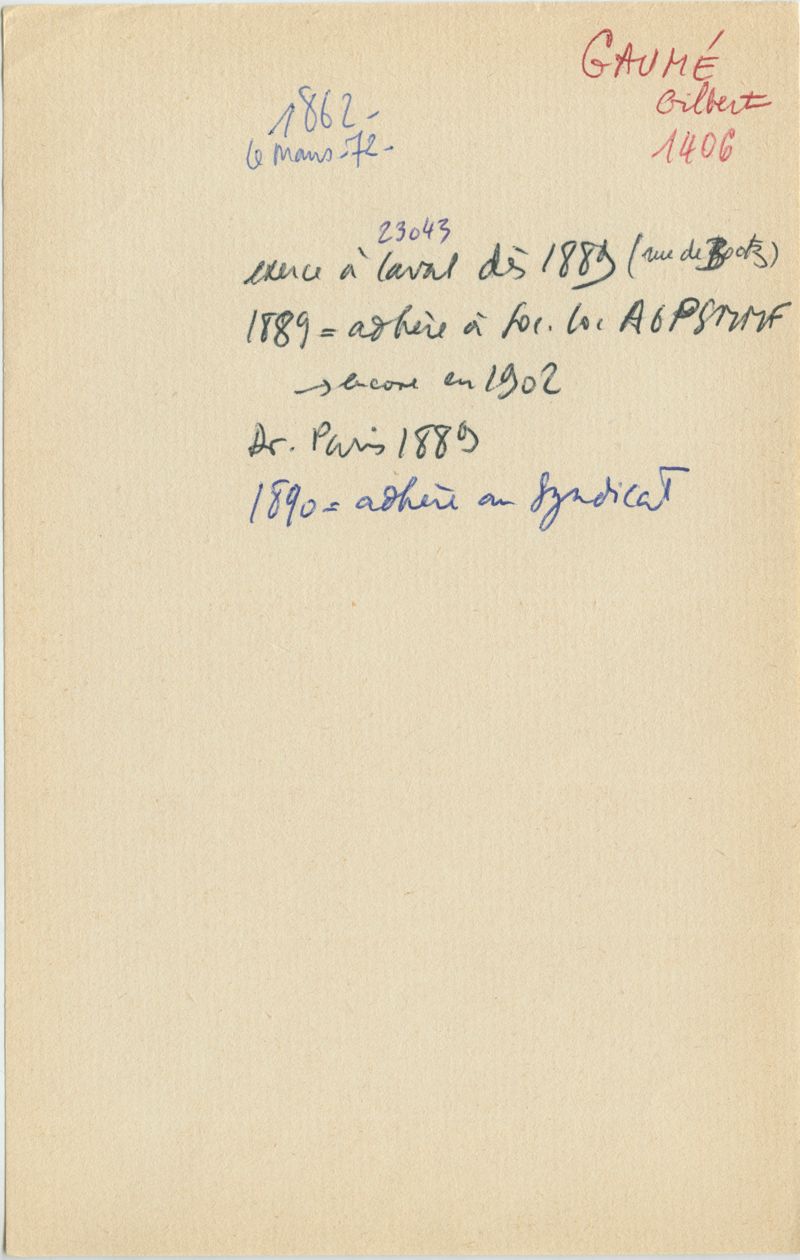 GAUMÉ
Gilbert
1406
1862 -
Le Mans - 72 -
23043
exerce à Laval dès 1889 (rue de Bootz)
1889 = adhère à Soc. loc AGPSMMF
→ encore en 1902
Dr. Paris 1889
1890 = adhère au Syndicat